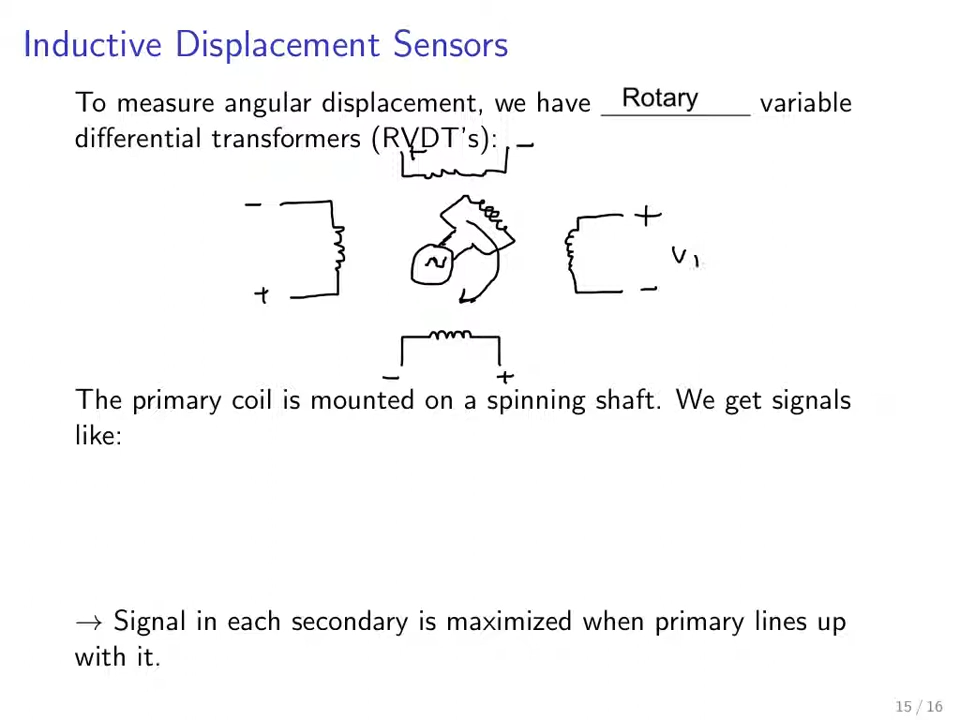 Inductive Displacement Sensors
To measure angular displacement, we have Rotary variable
differential transformers (RVDT's):
+ -
- +
v1
+ -
- +
The primary coil is mounted on a spinning shaft. We get signals
like:
→ Signal in each secondary is maximized when primary lines up
with it.
15 / 16